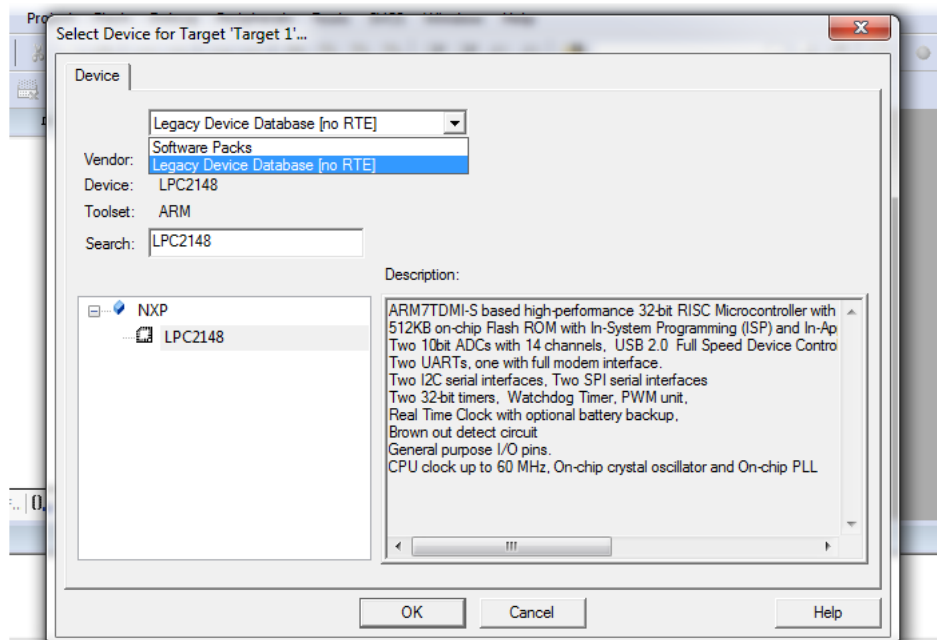 Select Device for Target 'Target 1'...
Device
Legacy Device Database [no RTE]
Software Packs
Legacy Device Database [no RTE]
Vendor:
Device: LPC2148
Toolset: ARM
Search: LPC2148
Description:
NXP
LPC2148
ARM7TDMI-S based high-perfomance 32-bit RISC Microcontroller with
512KB on-chip Flash ROM with In-System Programming (ISP) and In-Ap
Two 10bit ADCs with 14 channels, USB 2.0 Full Speed Device Control
Two UARTs, one with full modem interface.
Two I2C serial interfaces, Two SPI serial interfaces
Two 32-bit timers, Watchdog Timer, PWM unit,
Real Time Clock with optional battery backup,
Brown out detect circuit
General purpose I/O pins.
CPU clock up to 60 MHz, On-chip crystal oscillator and On-chip PLL
OK
Cancel
Help